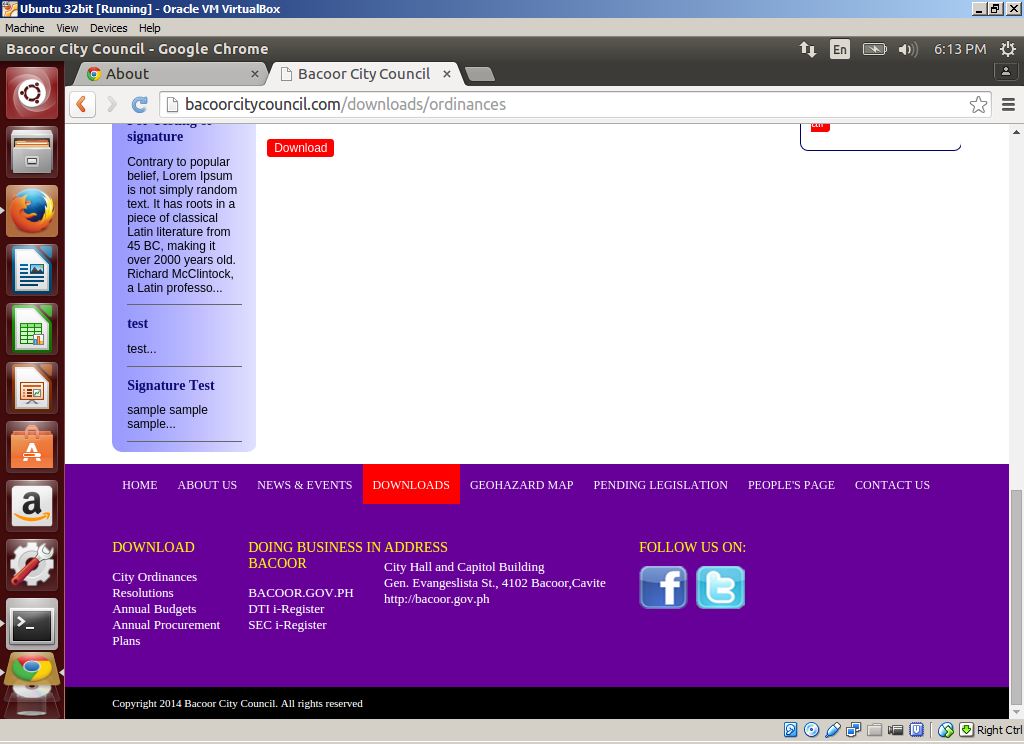 Ubuntu 32bit [Running] - Oracle VM VirtualBox
Machine View Devices Help
Bacoor City Council - Google Chrome
En
6:13 PM
About
Bacoor City Council
bacoorcitycouncil.com/downloads/ordinances
signature
Contrary to popular
belief, Lorem Ipsum
is not simply random
text. It has roots in a
piece of classical
Latin literature from
45 BC, making it
over 2000 years old.
Richard McClintock,
a Latin professo...
test
test...
Signature Test
sample sample
sample...
Download
HOME ABOUT US NEWS & EVENTS DOWNLOADS GEOHAZARD MAP PENDING LEGISLATION PEOPLE'S PAGE CONTACT US
DOWNLOAD
City Ordinances
Resolutions
Annual Budgets
Annual Procurement
Plans
DOING BUSINESS IN
BACOOR
BACOOR.GOV.PH
DTI i-Register
SEC i-Register
ADDRESS
City Hall and Capitol Building
Gen. Evangeslista St., 4102 Bacoor,Cavite
http://bacoor.gov.ph
FOLLOW US ON:
Copyright 2014 Bacoor City Council. All rights reserved
Right Ctrl